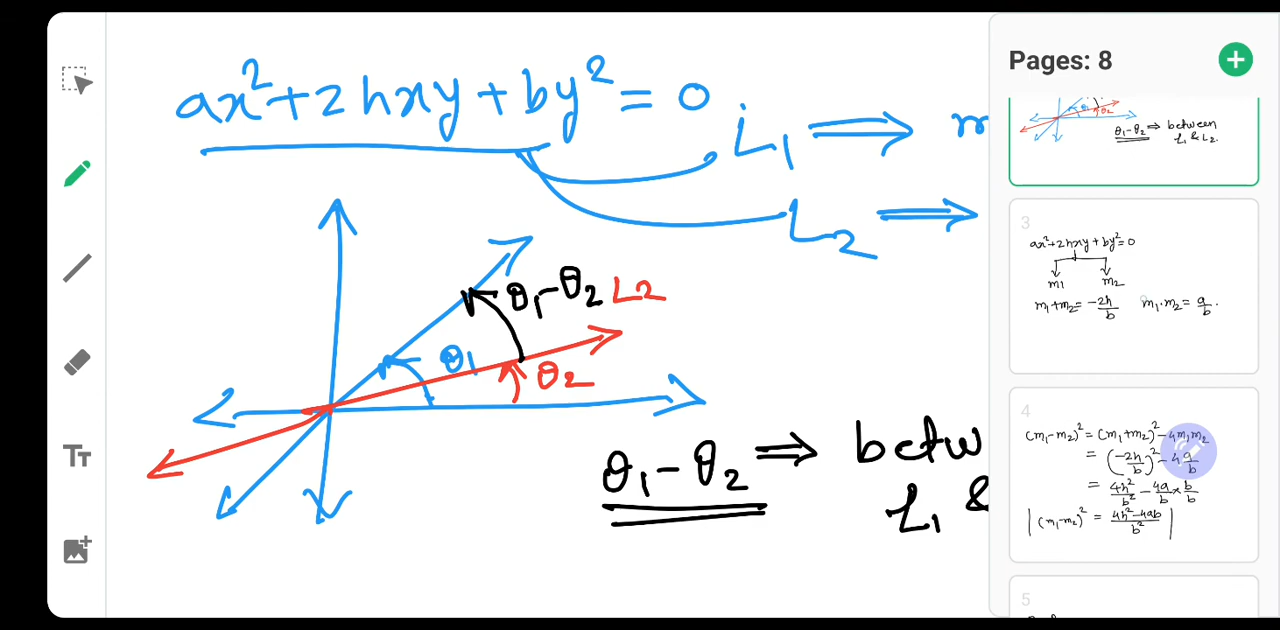 ax²+2hxy+by²=0
L₁ ⟹ m
L₂ ⟹
θ₁-θ₂ L2
θ₁
θ₂
θ₁-θ₂ ⟹ betw
L₁ &
Pages: 8
θ₁-θ₂ ⟹ between
L₁ & L₂.
3
ax²+2hxy+by²=0
m1 m₂
m₁+m₂= -2h/b m₁.m₂= a/b.
4
(m₁-m₂)² = (m₁+m₂)²-4m₁m₂
= (-2h/b)²-4a/b
= 4h²/b² - 4a/b × b/b
|(m₁-m₂)² = 4h²-4ab/b²|
5
Tт